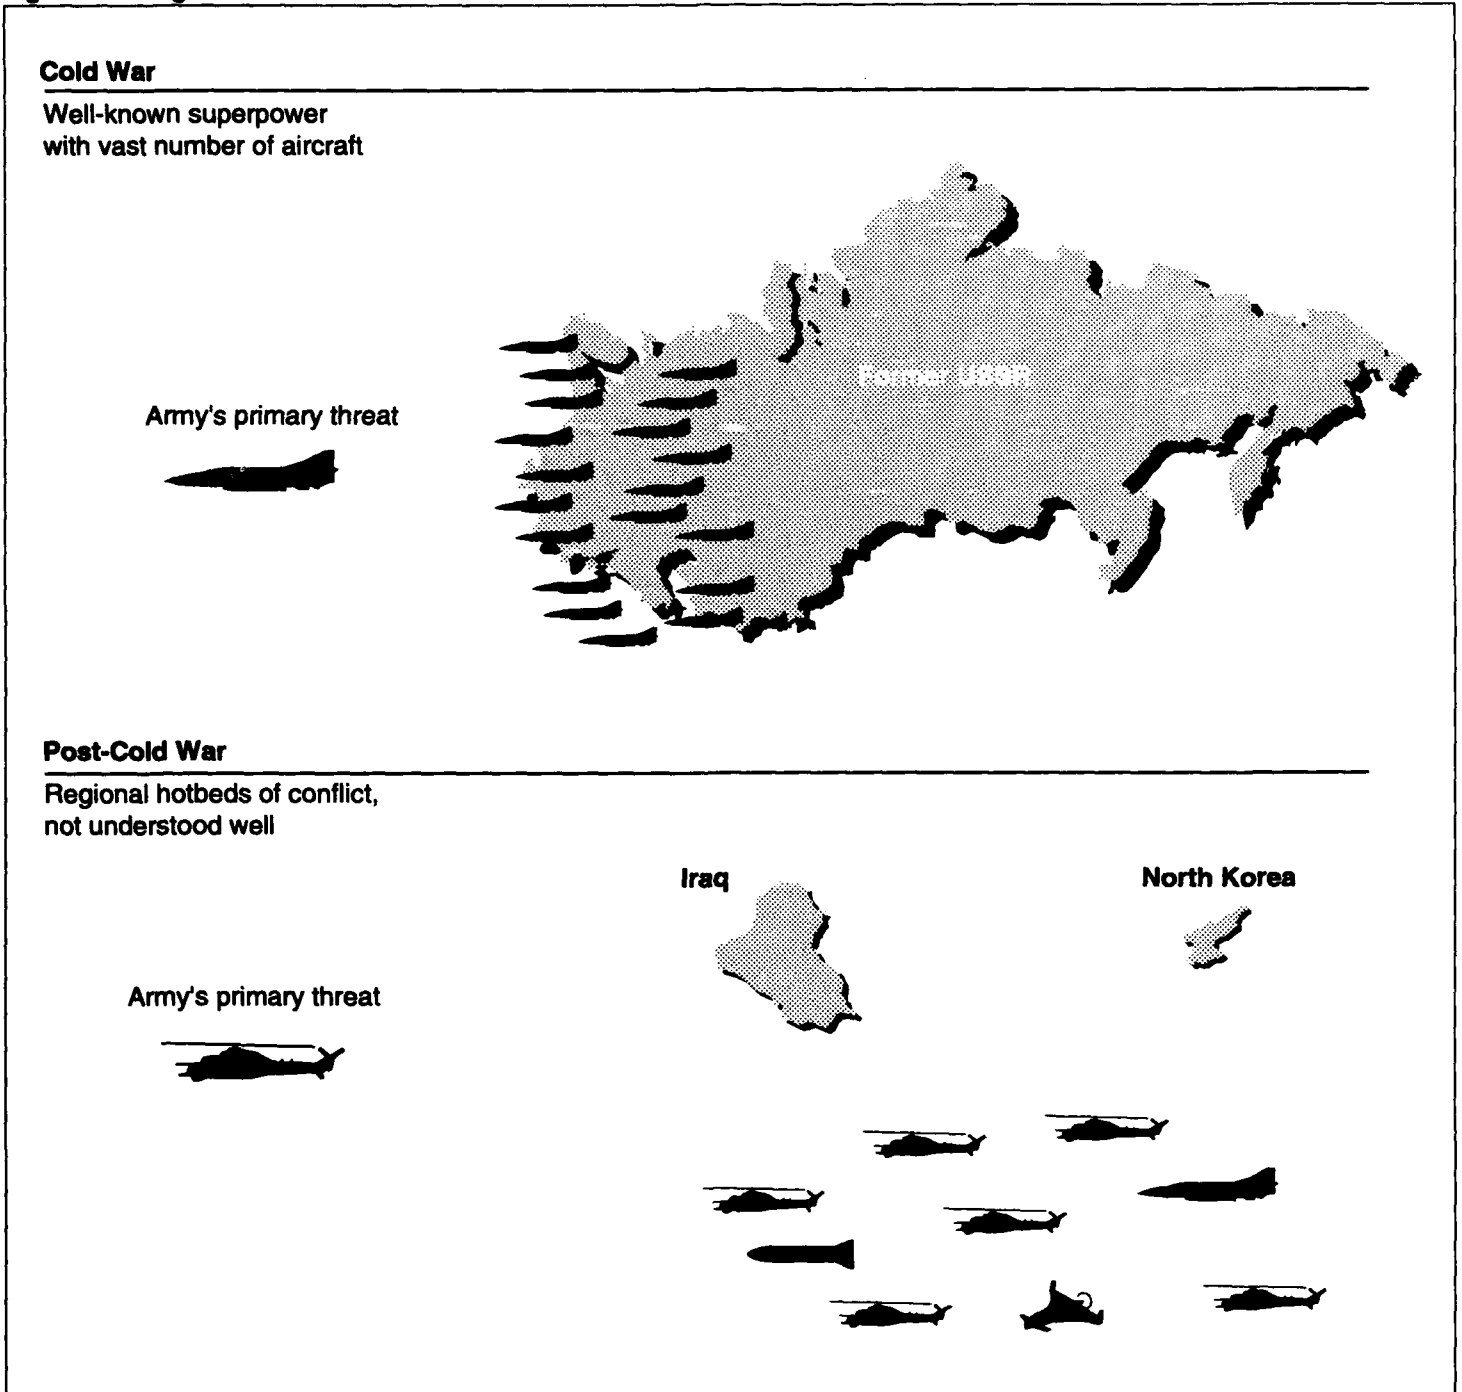 Cold War
Well-known superpower
with vast number of aircraft
Former USSR
Army's primary threat
Post-Cold War
Regional hotbeds of conflict,
not understood well
Iraq
North Korea
Army's primary threat